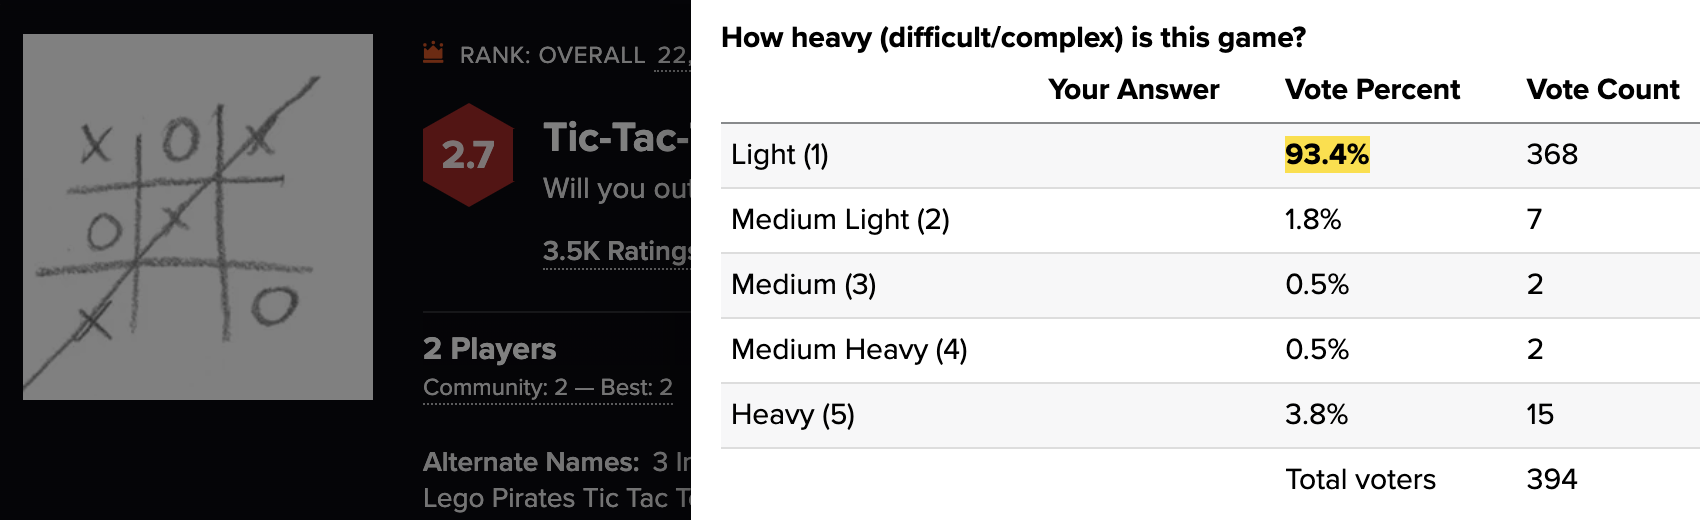 X O X
O X
X O
RANK: OVERALL 22,
2.7
Tic-Tac-
Will you out
3.5K Ratings
2 Players
Community: 2 — Best: 2
Alternate Names: 3 In
Lego Pirates Tic Tac To
How heavy (difficult/complex) is this game?
Your Answer Vote Percent Vote Count
Light (1) 93.4% 368
Medium Light (2) 1.8% 7
Medium (3) 0.5% 2
Medium Heavy (4) 0.5% 2
Heavy (5) 3.8% 15
Total voters 394